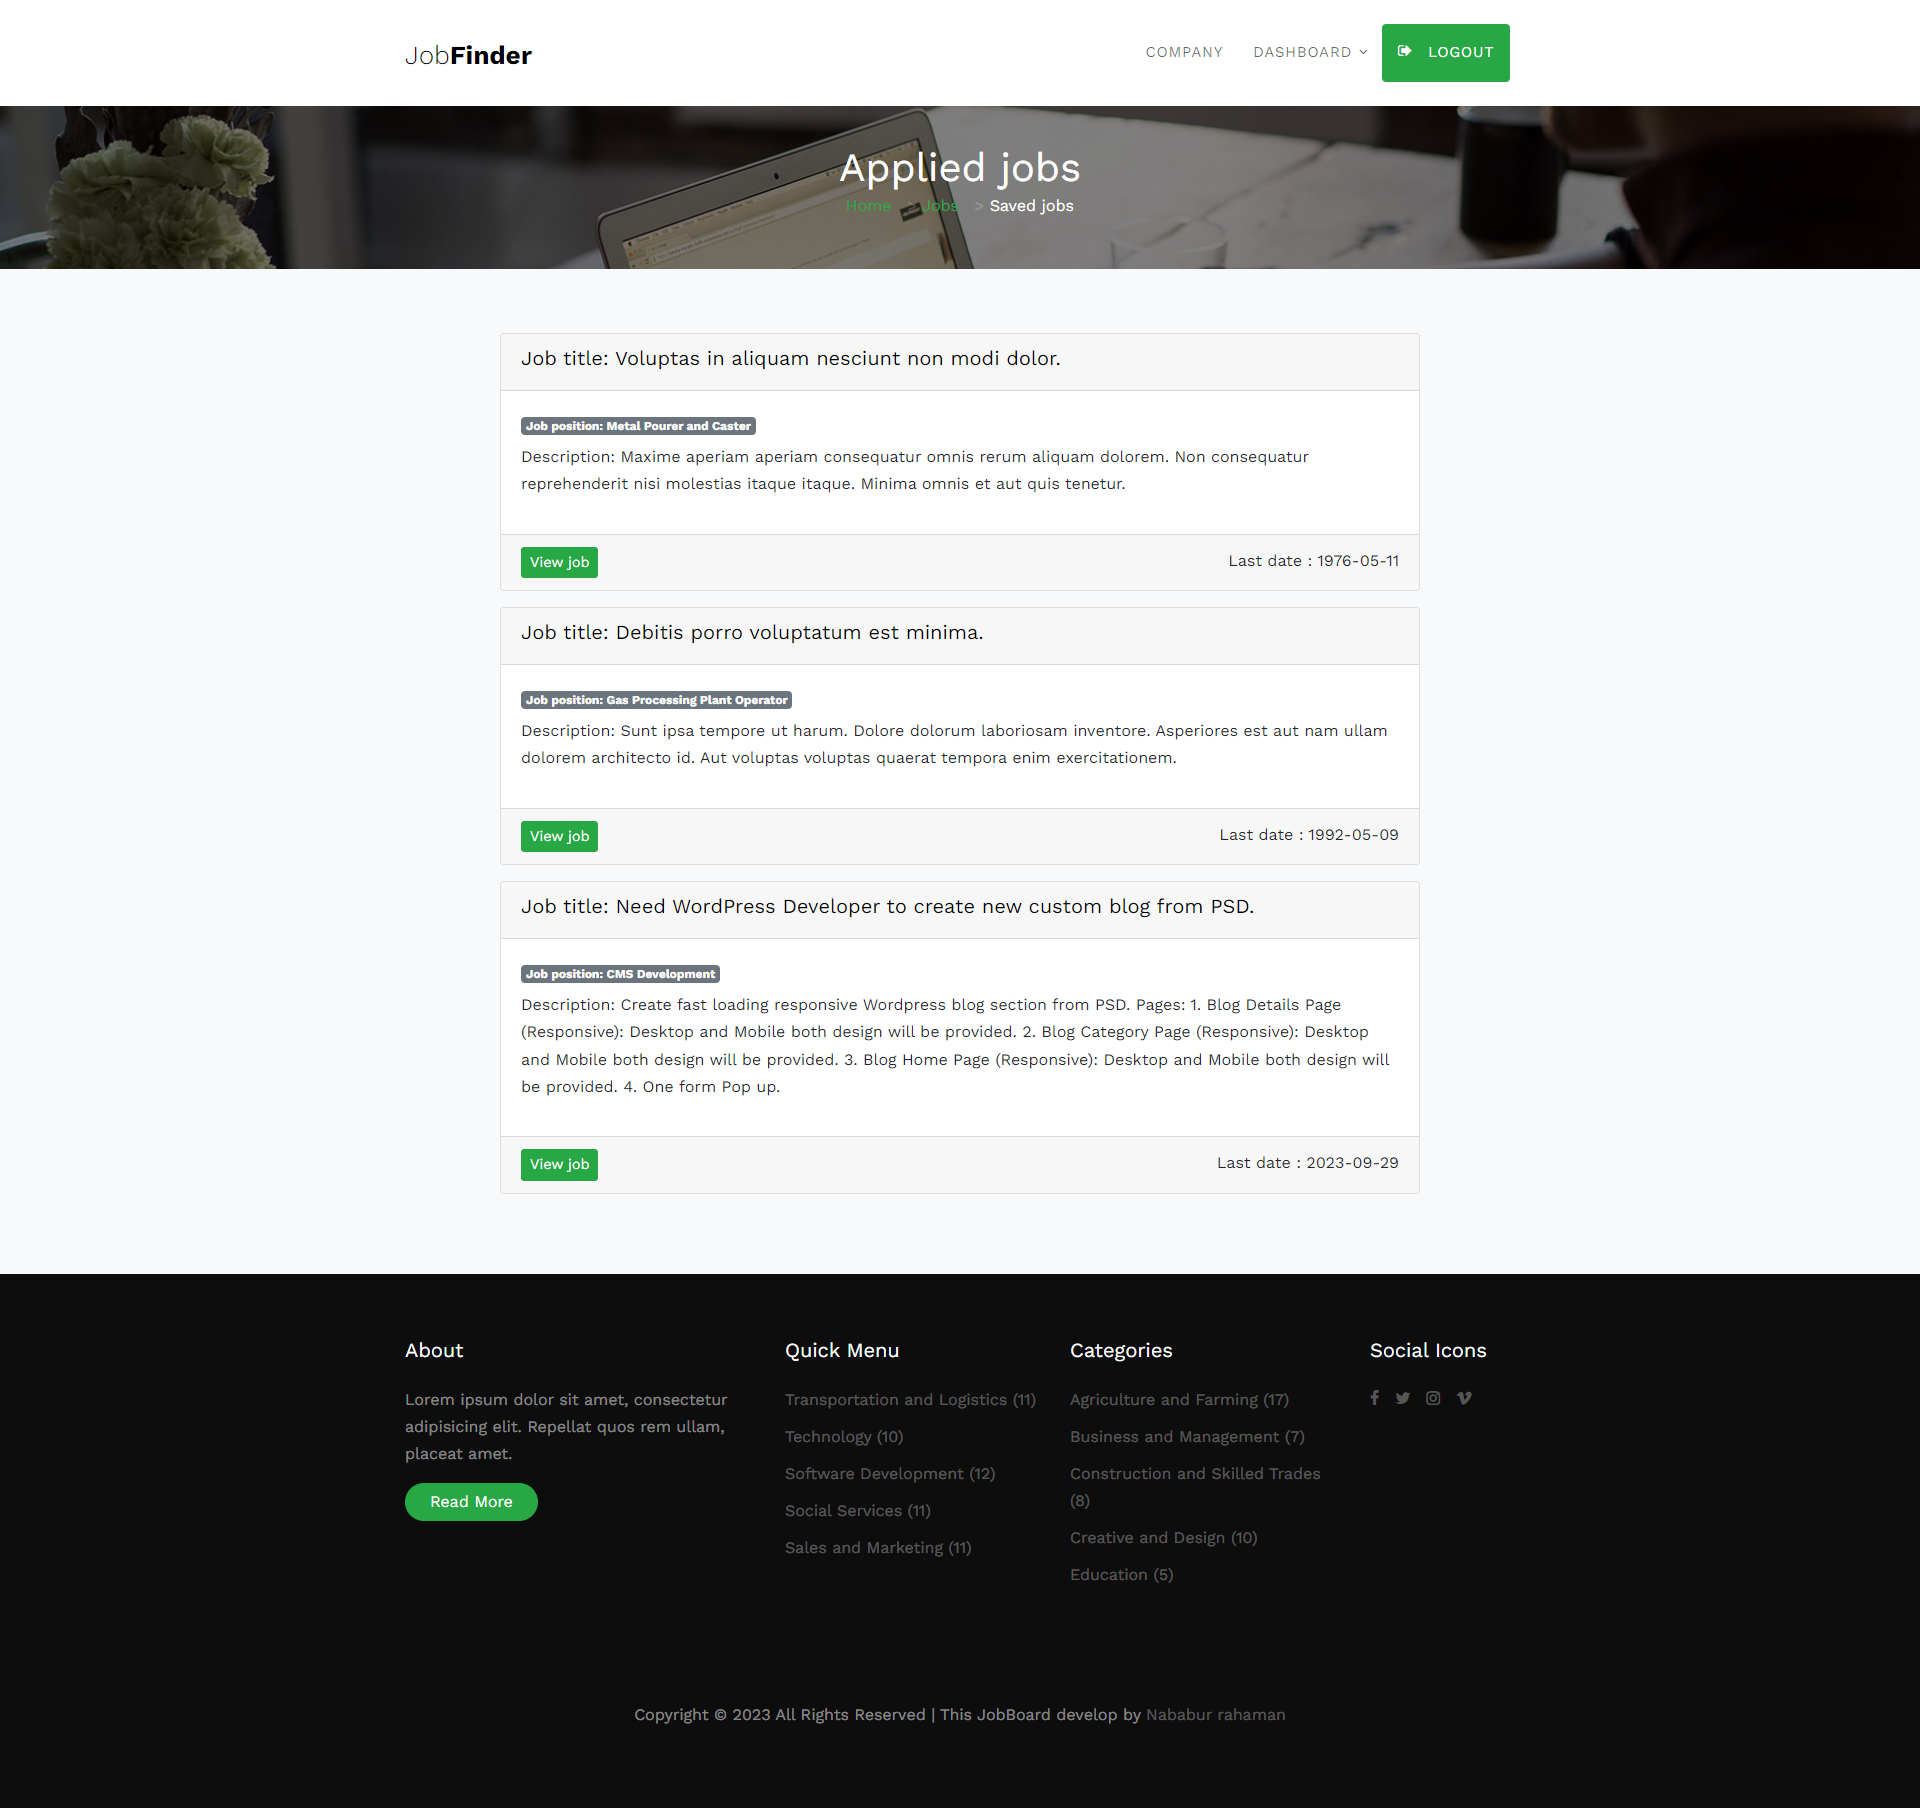 JobFinder
COMPANY
DASHBOARD
LOGOUT
Applied jobs
Home > Jobs > Saved jobs
Job title: Voluptas in aliquam nesciunt non modi dolor.
Job position: Metal Pourer and Caster
Description: Maxime aperiam aperiam consequatur omnis rerum aliquam dolorem. Non consequatur
reprehenderit nisi molestias itaque itaque. Minima omnis et aut quis tenetur.
View job
Last date : 1976-05-11
Job title: Debitis porro voluptatum est minima.
Job position: Gas Processing Plant Operator
Description: Sunt ipsa tempore ut harum. Dolore dolorum laboriosam inventore. Asperiores est aut nam ullam
dolorem architecto id. Aut voluptas voluptas quaerat tempora enim exercitationem.
View job
Last date : 1992-05-09
Job title: Need WordPress Developer to create new custom blog from PSD.
Job position: CMS Development
Description: Create fast loading responsive Wordpress blog section from PSD. Pages: 1. Blog Details Page
(Responsive): Desktop and Mobile both design will be provided. 2. Blog Category Page (Responsive): Desktop
and Mobile both design will be provided. 3. Blog Home Page (Responsive): Desktop and Mobile both design will
be provided. 4. One form Pop up.
View job
Last date : 2023-09-29
About
Lorem ipsum dolor sit amet, consectetur
adipisicing elit. Repellat quos rem ullam,
placeat amet.
Read More
Quick Menu
Transportation and Logistics (11)
Technology (10)
Software Development (12)
Social Services (11)
Sales and Marketing (11)
Categories
Agriculture and Farming (17)
Business and Management (7)
Construction and Skilled Trades
(8)
Creative and Design (10)
Education (5)
Social Icons
Copyright © 2023 All Rights Reserved | This JobBoard develop by Nababur rahaman